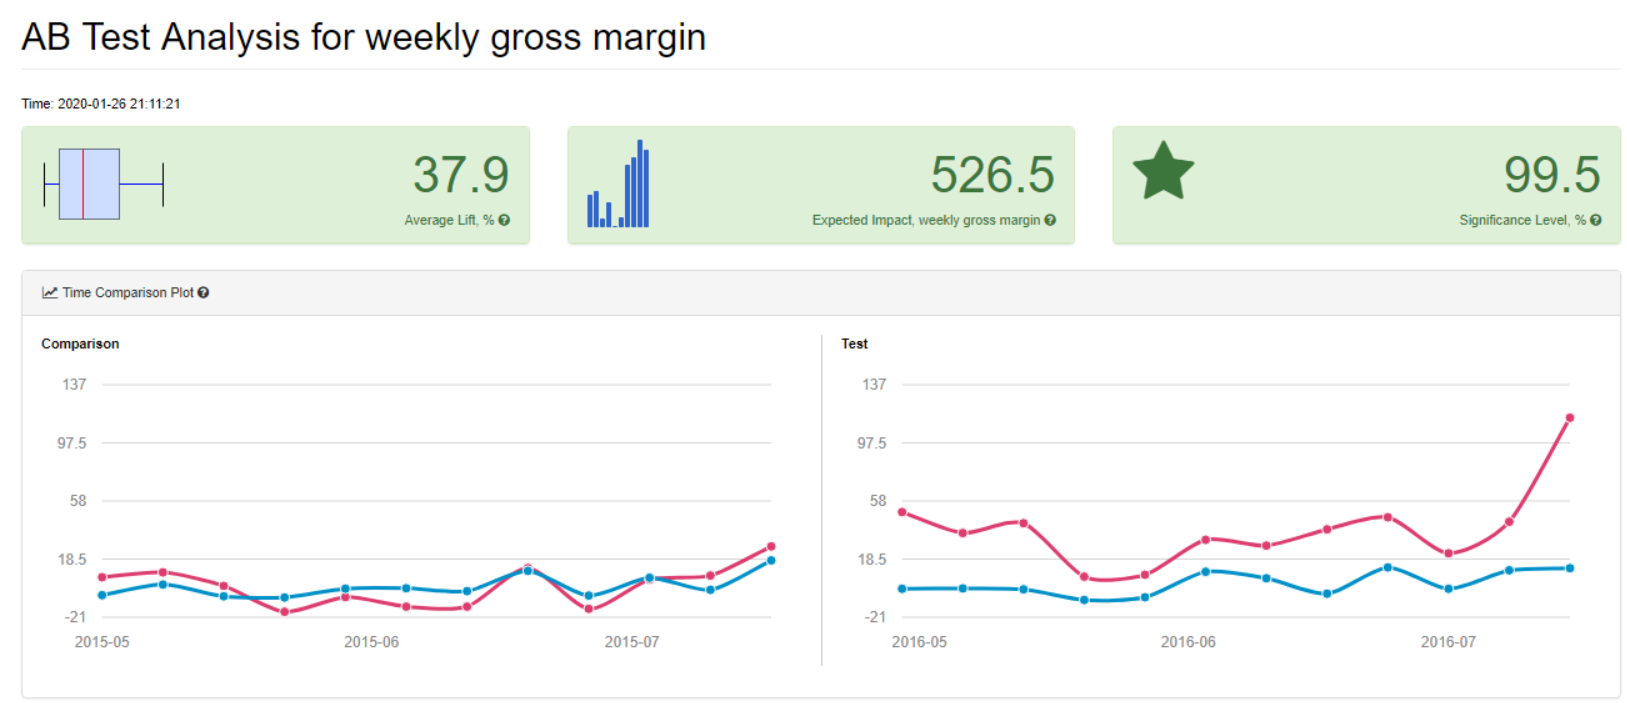 AB Test Analysis for weekly gross margin
Time: 2020-01-26 21:11:21
37.9
Average Lift, %
526.5
Expected Impact, weekly gross margin
99.5
Significance Level, %
Time Comparison Plot
Comparison
137
97.5
58
18.5
-21
2015-05 2015-06 2015-07
Test
137
97.5
58
18.5
-21
2016-05 2016-06 2016-07